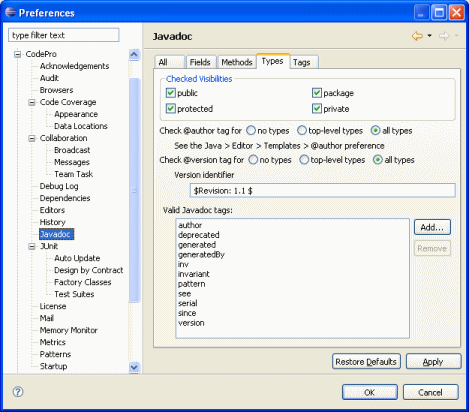 Preferences
type filter text
CodePro
Acknowledgements
Audit
Browsers
Code Coverage
Appearance
Data Locations
Collaboration
Broadcast
Messages
Team Task
Debug Log
Dependencies
Editors
History
Javadoc
JUnit
Auto Update
Design by Contract
Factory Classes
Test Suites
License
Mail
Memory Monitor
Metrics
Patterns
Startup
Javadoc
All Fields Methods Types Tags
Checked Visibilities
public package
protected private
Check @author tag for no types top-level types all types
See the Java > Editor > Templates > @author preference
Check @version tag for no types top-level types all types
Version identifier
$Revision: 1.1 $
Valid Javadoc tags:
author
deprecated
generated
generatedBy
inv
invariant
pattern
see
serial
since
version
Add...
Remove
Restore Defaults Apply
? OK Cancel